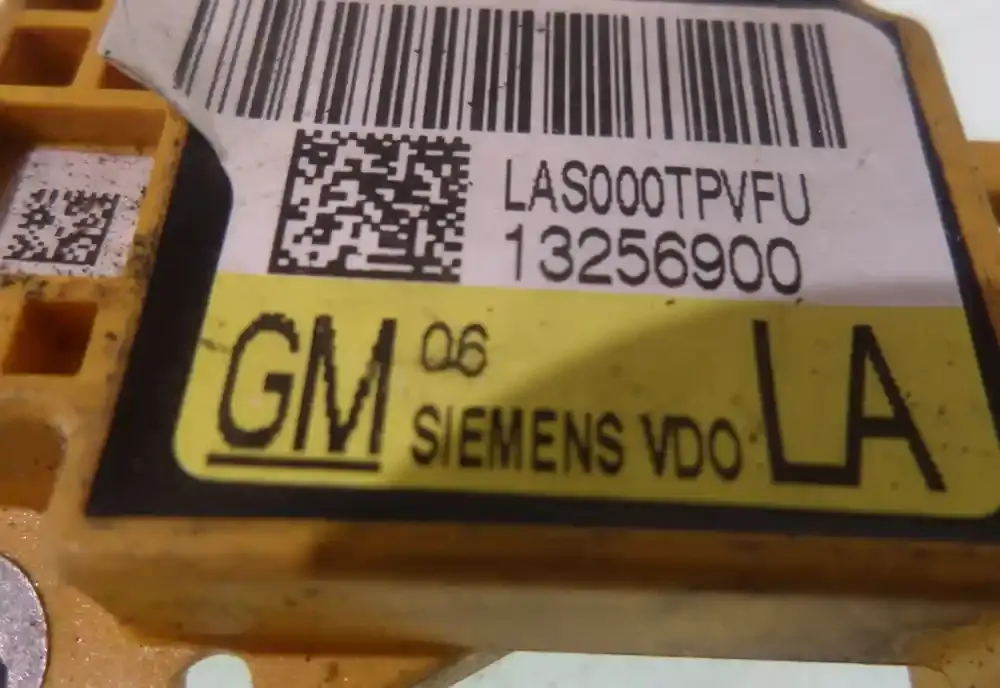 LAS000TPVFU
13256900
GM 06 LA
SIEMENS VDO